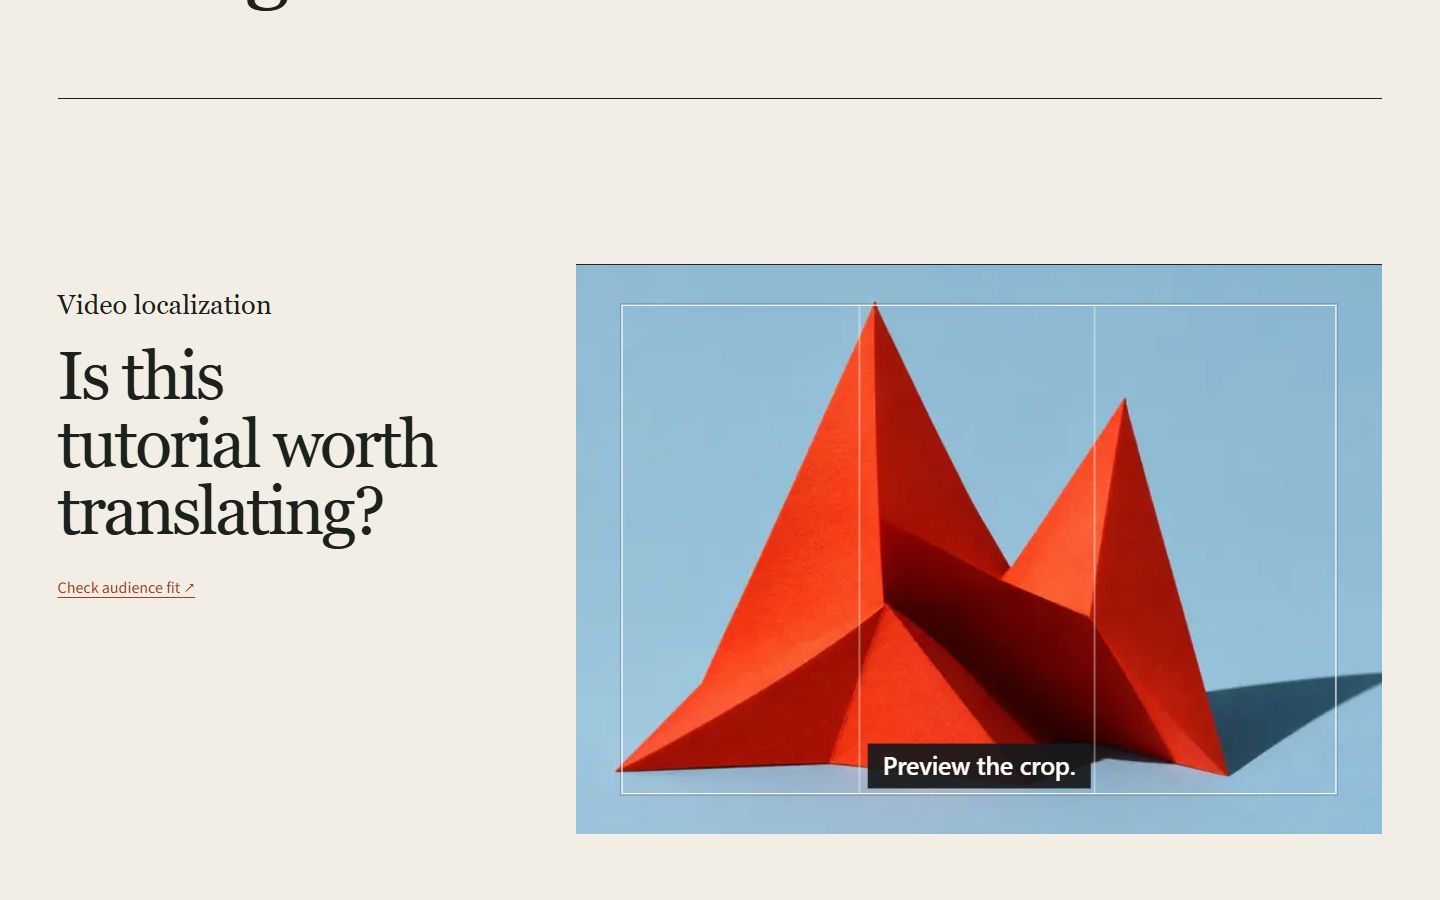 Video localization
Is this
tutorial worth
translating?
Check audience fit ↗
Preview the crop.